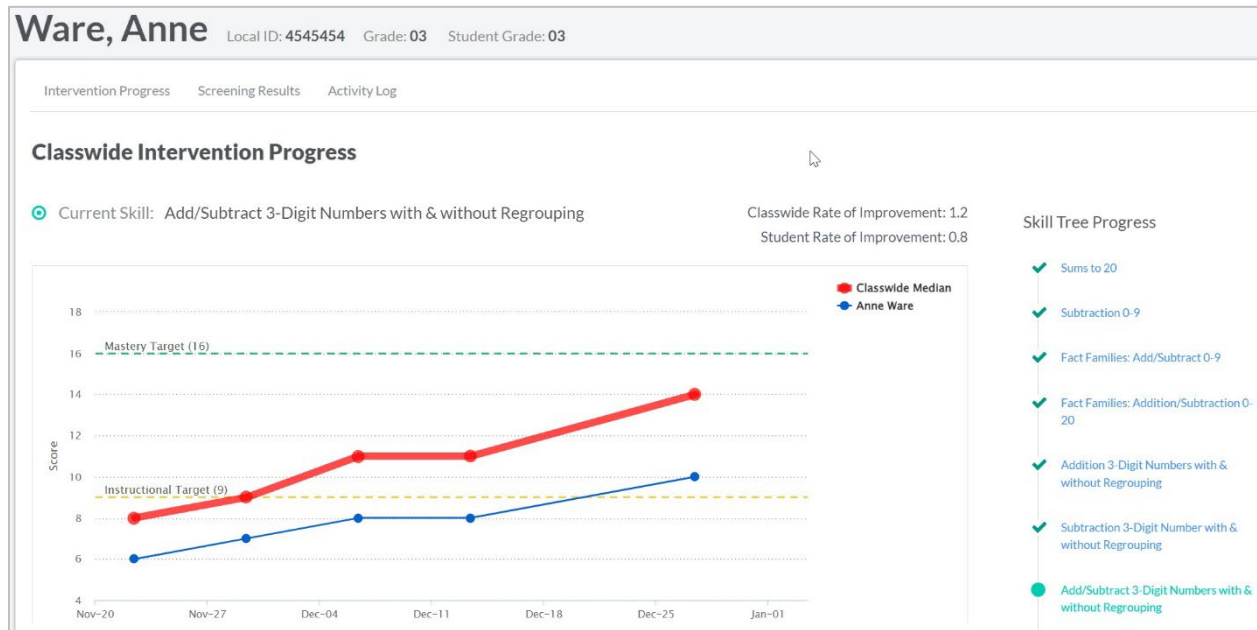 Ware, Anne Local ID: 4545454 Grade: 03 Student Grade: 03
Intervention Progress Screening Results Activity Log
Classwide Intervention Progress
Current Skill: Add/Subtract 3-Digit Numbers with & without Regrouping
Classwide Rate of Improvement: 1.2
Student Rate of Improvement: 0.8
Classwide Median
Anne Ware
Score
18
16
14
12
10
8
6
4
Mastery Target (16)
Instructional Target (9)
Nov-20 Nov-27 Dec-04 Dec-11 Dec-18 Dec-25 Jan-01
Skill Tree Progress
Sums to 20
Subtraction 0-9
Fact Families: Add/Subtract 0-9
Fact Families: Addition/Subtraction 0-
20
Addition 3-Digit Numbers with &
without Regrouping
Subtraction 3-Digit Number with &
without Regrouping
Add/Subtract 3-Digit Numbers with &
without Regrouping